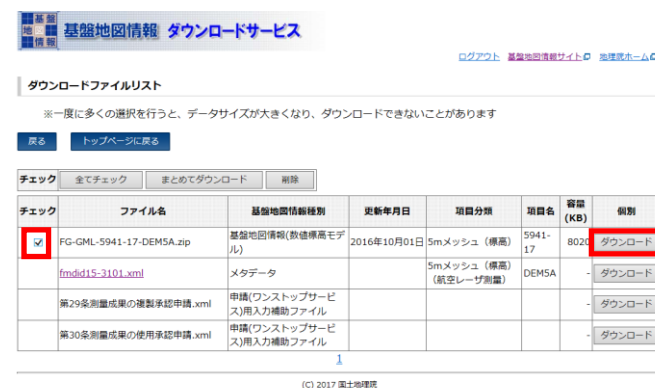 基盤
地図
情報
基盤地図情報 ダウンロードサービス
ログアウト 基盤地図情報サイト 地理院ホーム
ダウンロードファイルリスト
※一度に多くの選択を行うと、データサイズが大きくなり、ダウンロードできないことがあります
戻る トップページに戻る
チェック 全てチェック まとめてダウンロード 削除
チェック ファイル名 基盤地図情報種別 更新年月日 項目分類 項目名 容量(KB) 個別
FG-GML-5941-17-DEM5A.zip 基盤地図情報(数値標高モデル) 2016年10月01日 5mメッシュ（標高） 5941-17 8020 ダウンロード
fmdid15-3101.xml メタデータ 5mメッシュ（標高）（航空レーザ測量） DEM5A - ダウンロード
第29条測量成果の複製承認申請.xml 申請(ワンストップサービス)用入力補助ファイル - ダウンロード
第30条測量成果の使用承認申請.xml 申請(ワンストップサービス)用入力補助ファイル - ダウンロード
1
(C) 2017 国土地理院